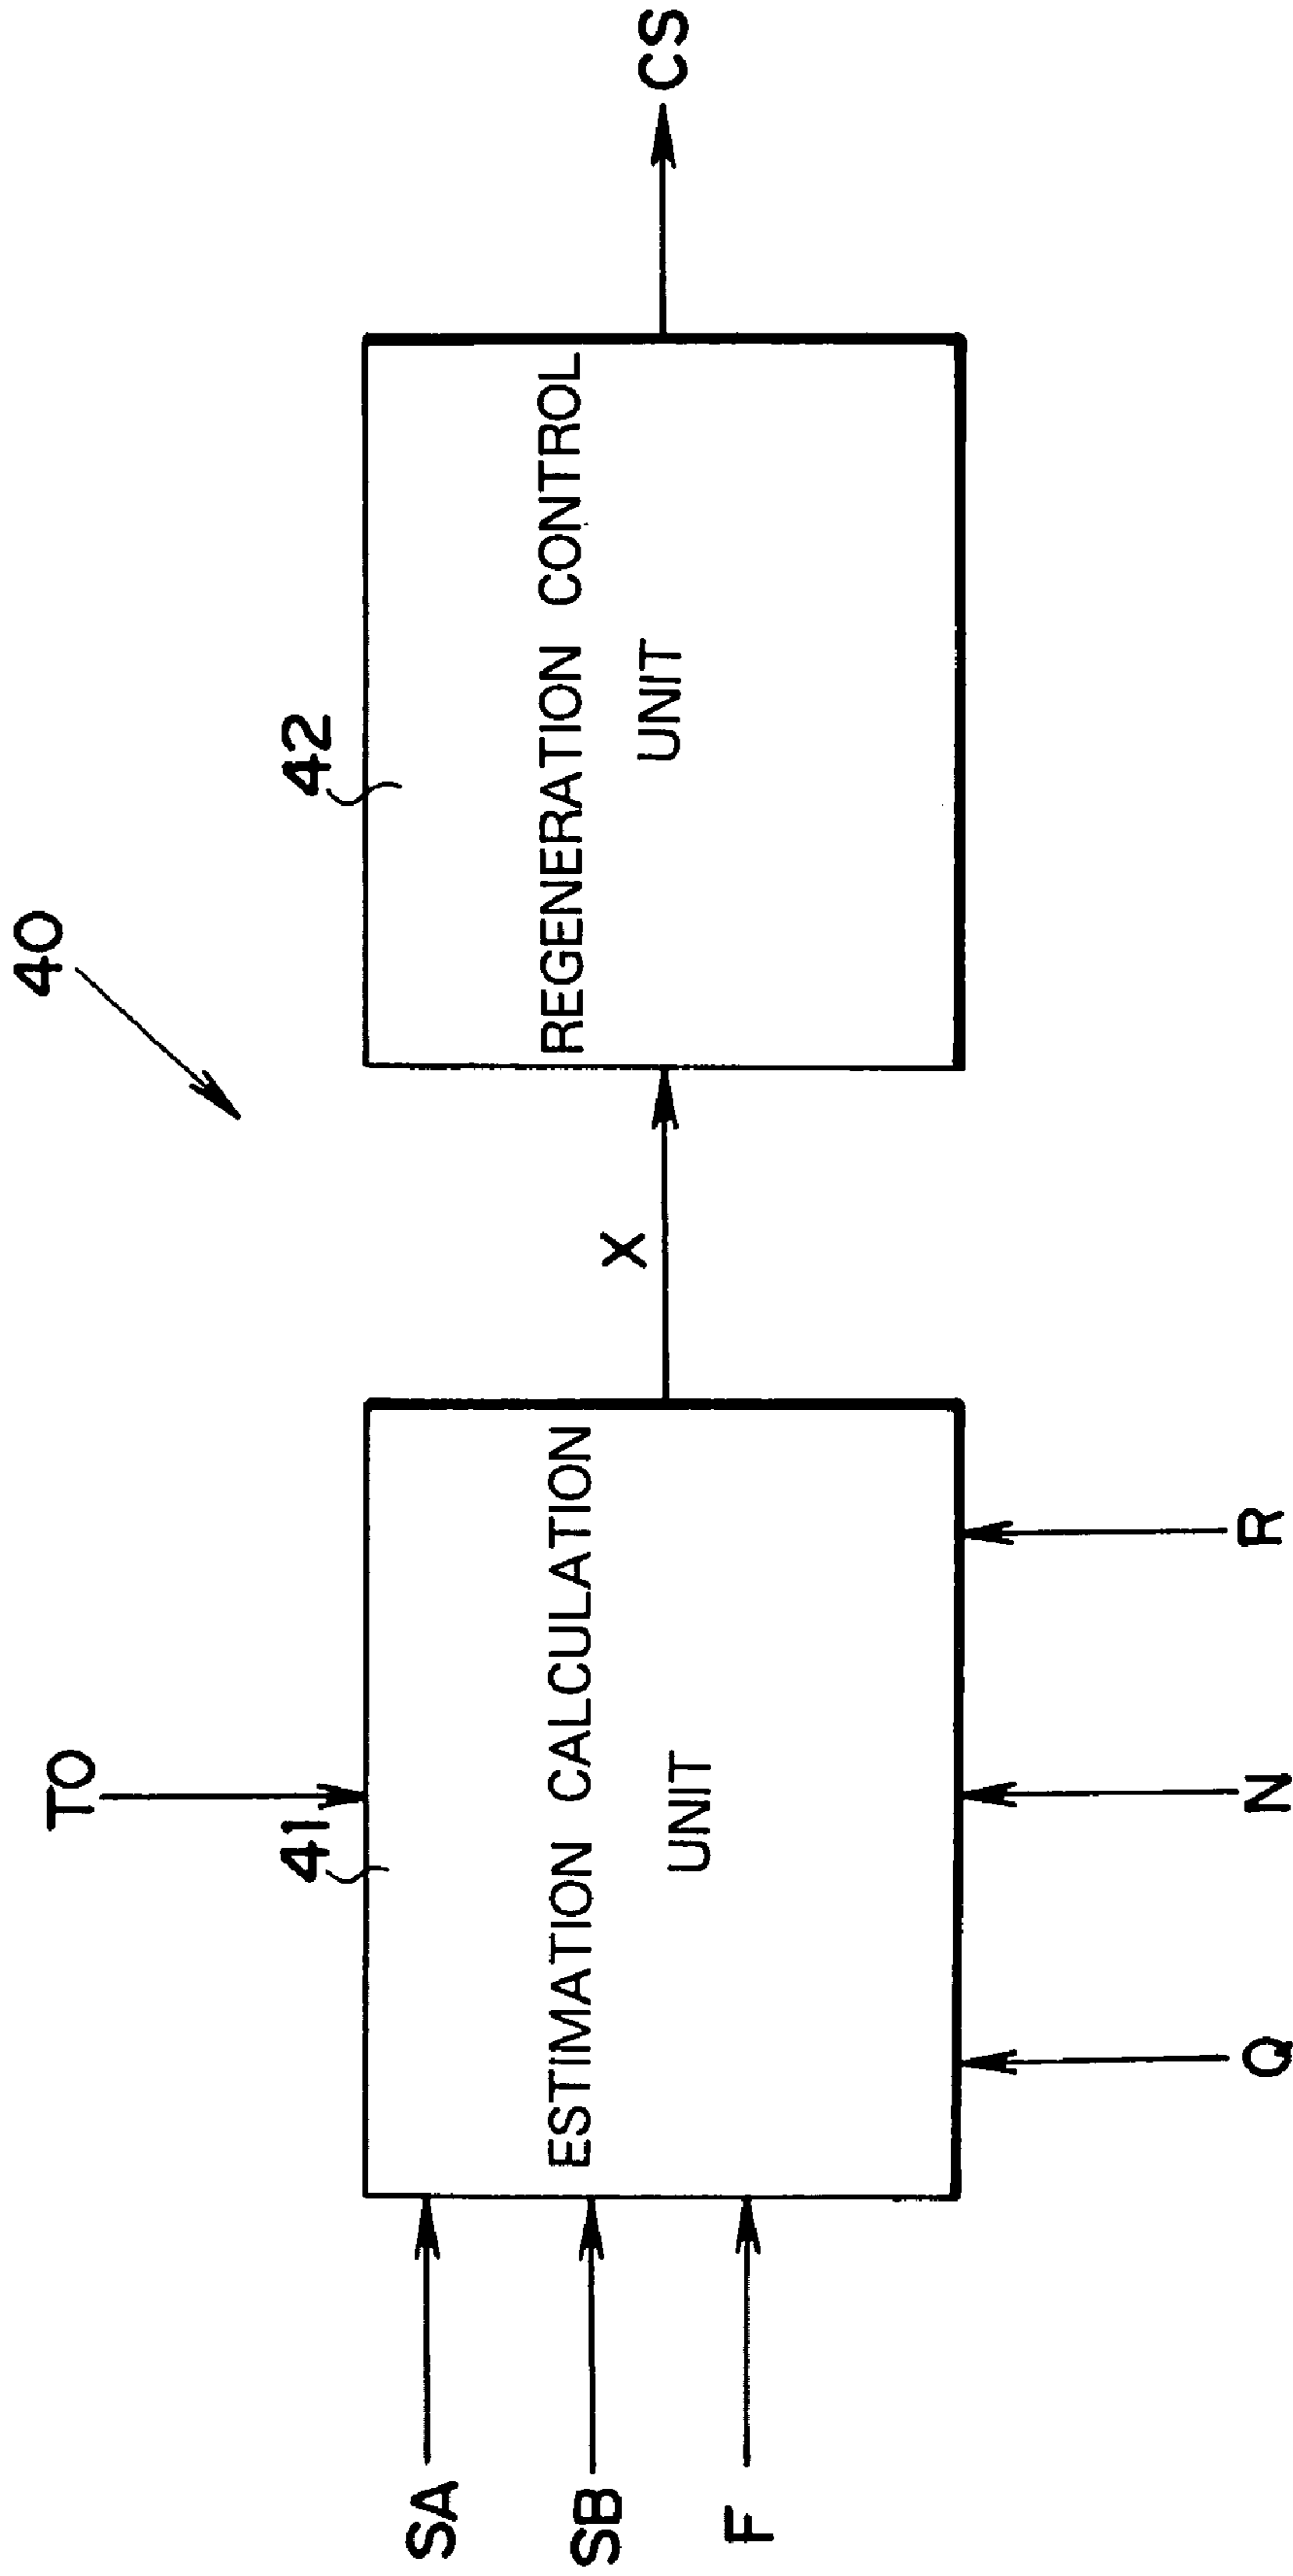 40
TO
41
42
SA
SB
F
ESTIMATION CALCULATION
UNIT
X
REGENERATION CONTROL
UNIT
CS
Q
N
R